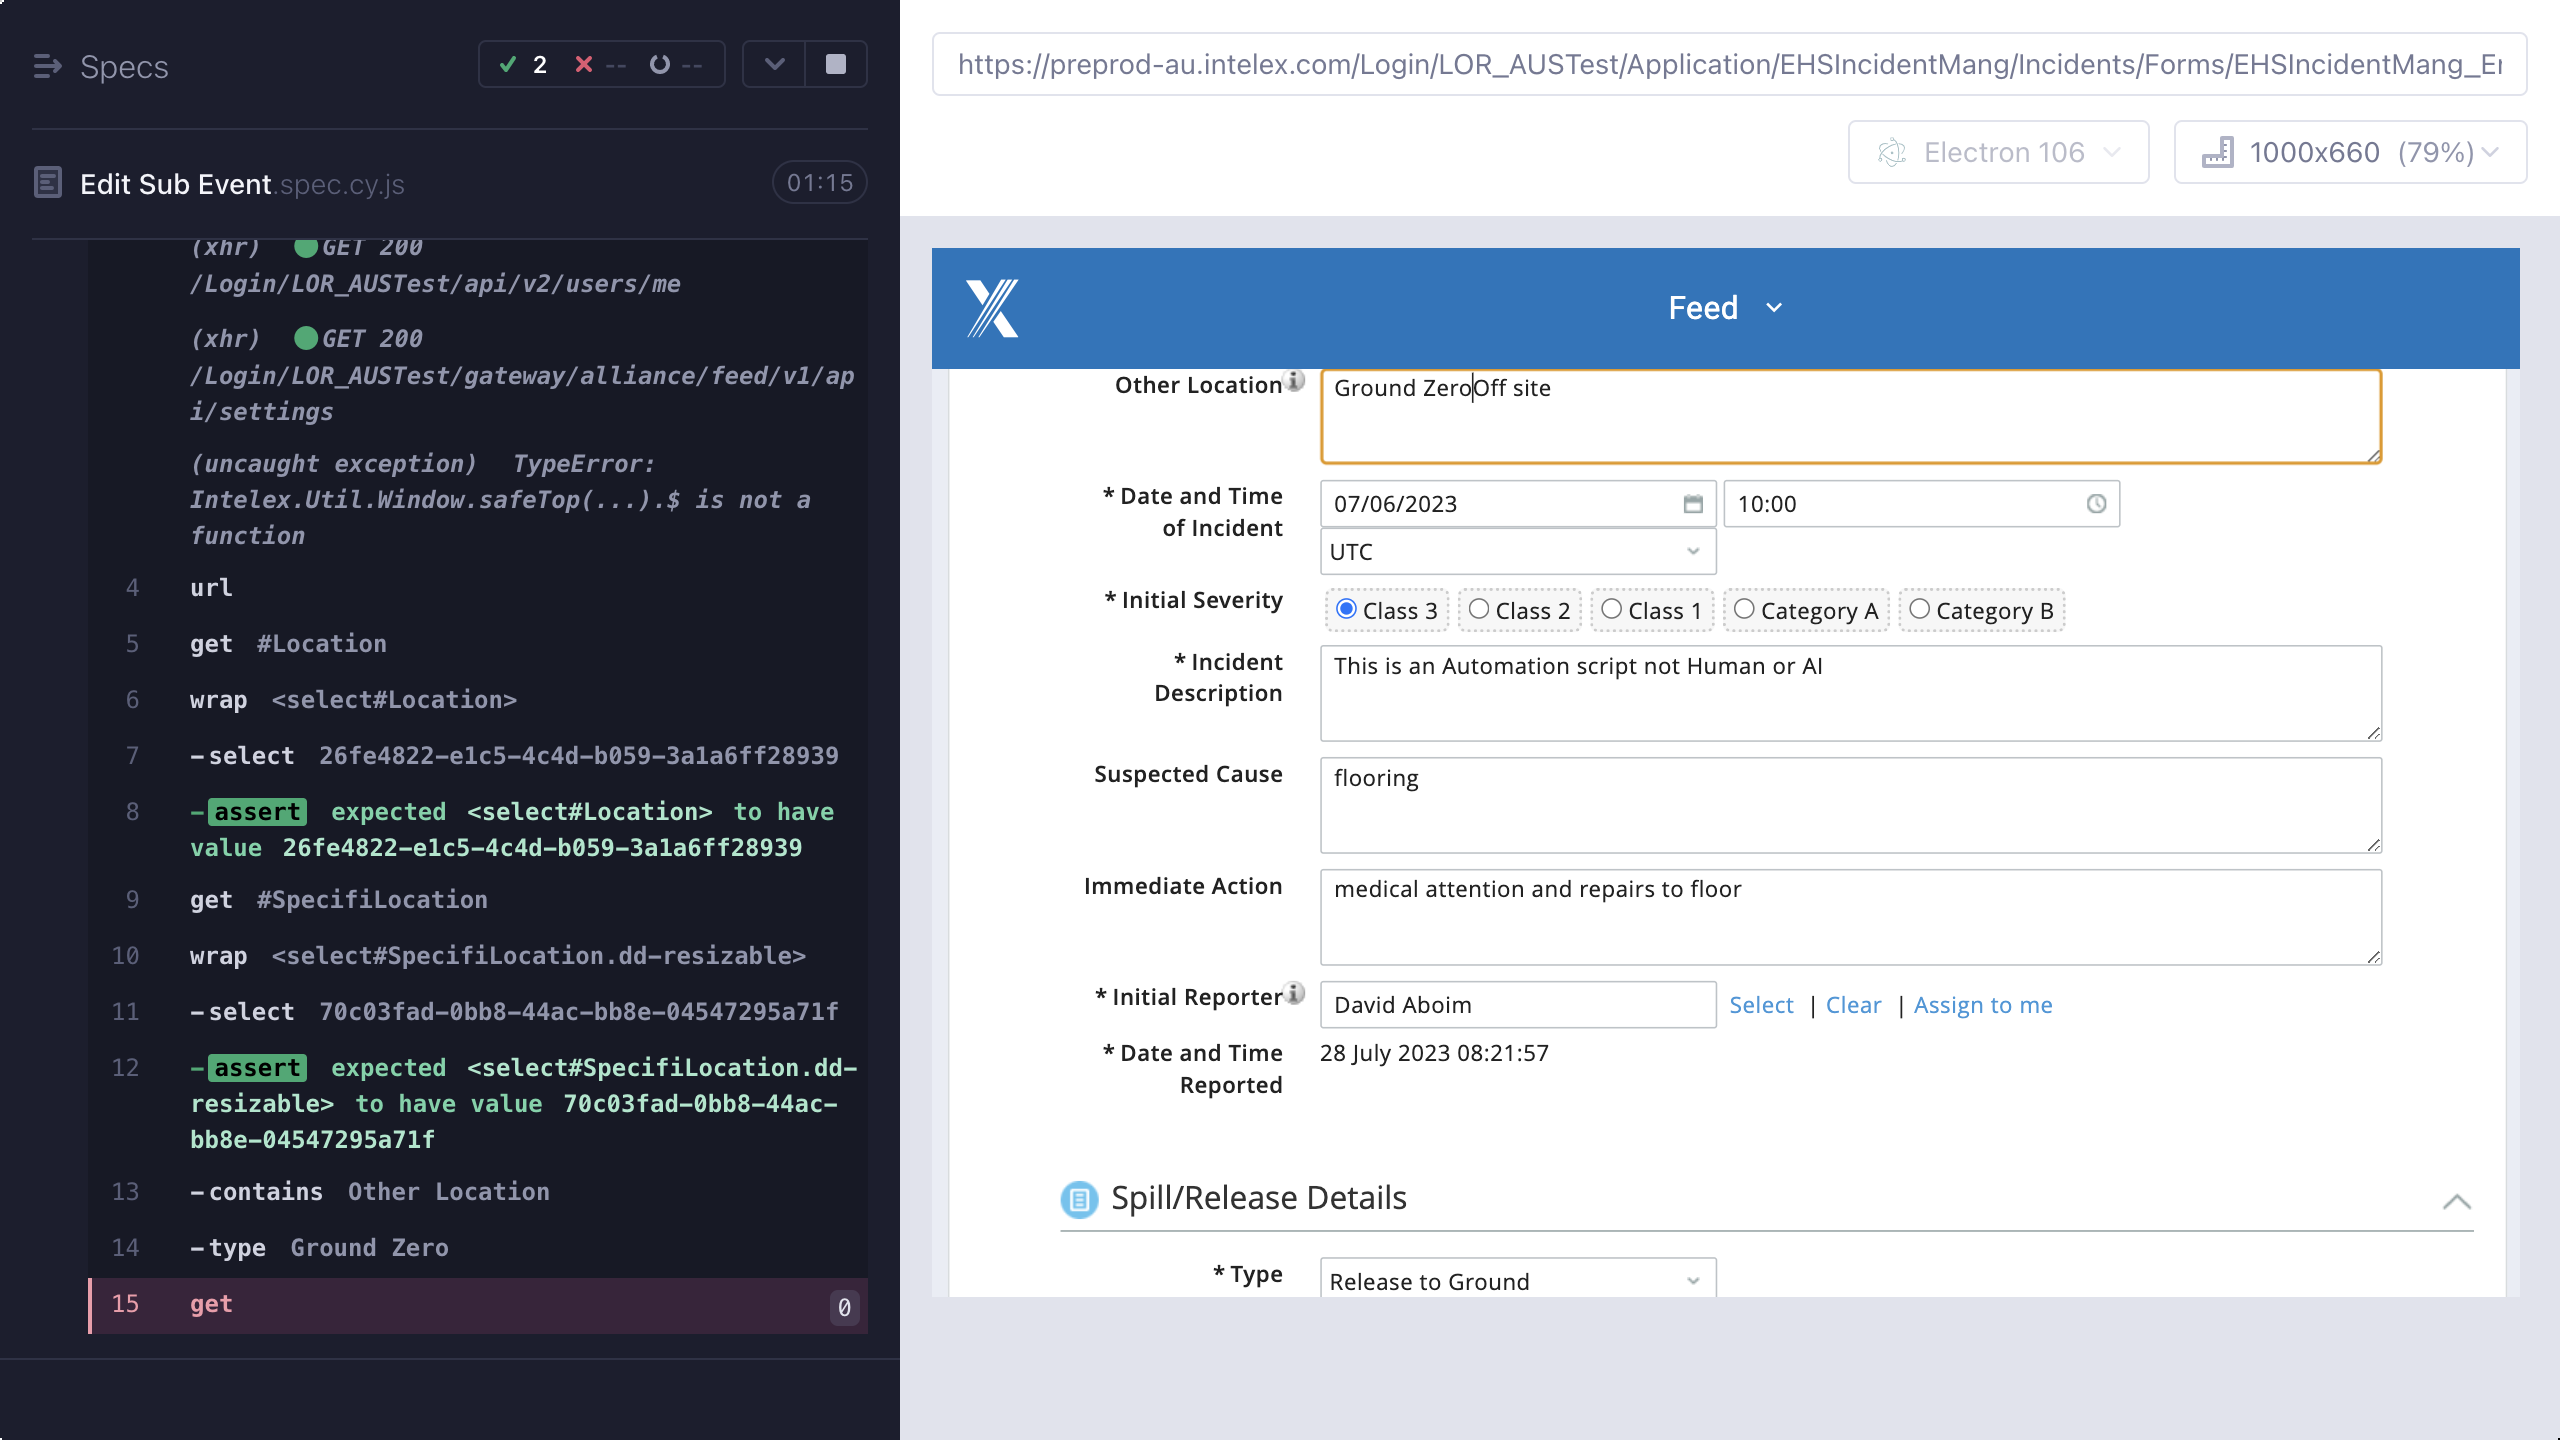 Specs
2
--
--
Edit Sub Event.spec.cy.js
01:15
(xhr) GET 200
/Login/LOR_AUSTest/api/v2/users/me
(xhr) GET 200
/Login/LOR_AUSTest/gateway/alliance/feed/v1/ap
i/settings
(uncaught exception) TypeError:
Intelex.Util.Window.safeTop(...).$ is not a
function
4 url
5 get #Location
6 wrap <select#Location>
7 -select 26fe4822-e1c5-4c4d-b059-3a1a6ff28939
8 -assert expected <select#Location> to have
value 26fe4822-e1c5-4c4d-b059-3a1a6ff28939
9 get #SpecifiLocation
10 wrap <select#SpecifiLocation.dd-resizable>
11 -select 70c03fad-0bb8-44ac-bb8e-04547295a71f
12 -assert expected <select#SpecifiLocation.dd-
resizable> to have value 70c03fad-0bb8-44ac-
bb8e-04547295a71f
13 -contains Other Location
14 -type Ground Zero
15 get 0
https://preprod-au.intelex.com/Login/LOR_AUSTest/Application/EHSIncidentMang/Incidents/Forms/EHSIncidentMang_Er
Electron 106
1000x660 (79%)
Feed
Other Location Ground ZeroOff site
* Date and Time
of Incident
07/06/2023 10:00
UTC
* Initial Severity Class 3 Class 2 Class 1 Category A Category B
* Incident
Description
This is an Automation script not Human or AI
Suspected Cause flooring
Immediate Action medical attention and repairs to floor
* Initial Reporter David Aboim Select | Clear | Assign to me
* Date and Time
Reported
28 July 2023 08:21:57
Spill/Release Details
* Type Release to Ground